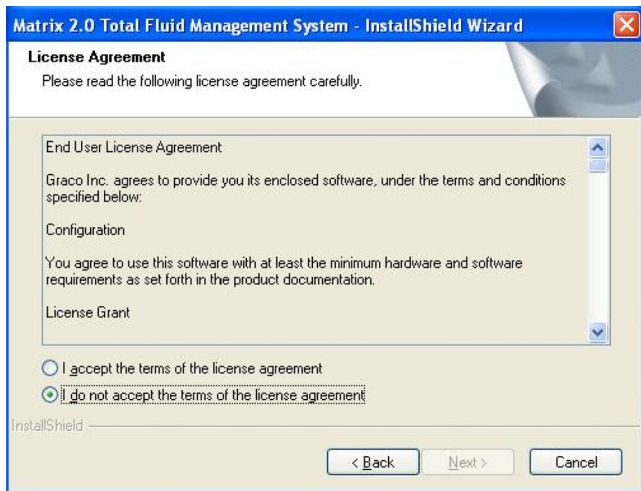 Matrix 2.0 Total Fluid Management System - InstallShield Wizard
License Agreement
Please read the following license agreement carefully.
End User License Agreement
Graco Inc. agrees to provide you its enclosed software, under the terms and conditions
specified below:
Configuration
You agree to use this software with at least the minimum hardware and software
requirements as set forth in the product documentation.
License Grant
I accept the terms of the license agreement
I do not accept the terms of the license agreement
InstallShield
< Back
Next >
Cancel